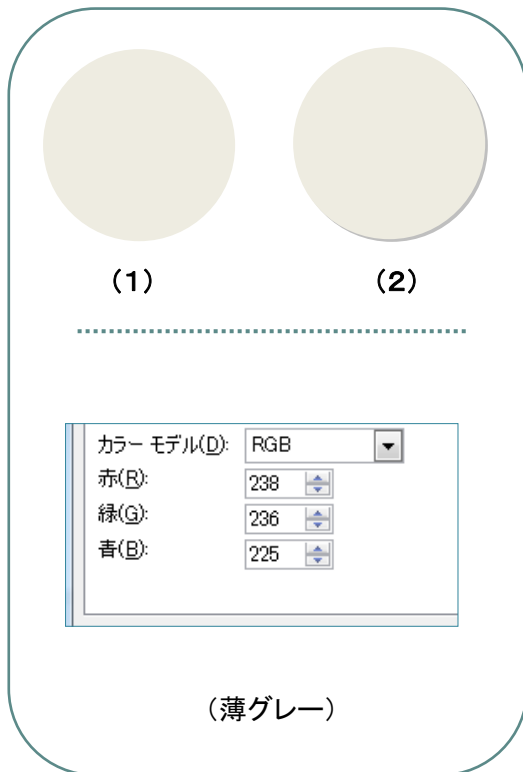 （1） （2）
カラー モデル(D): RGB
赤(R): 238
緑(G): 236
青(B): 225
（薄グレー）